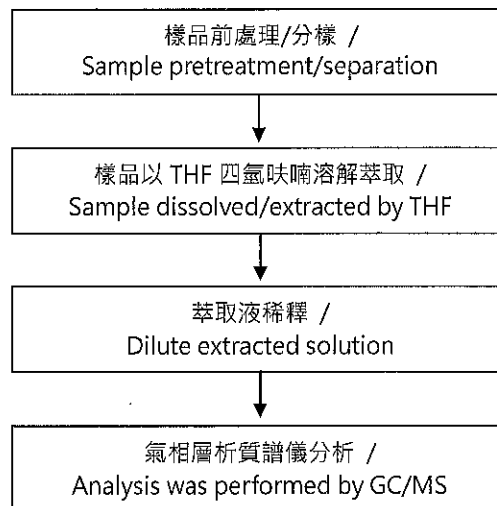 樣品前處理/分樣 /
Sample pretreatment/separation
樣品以 THF 四氫呋喃溶解萃取 /
Sample dissolved/extracted by THF
萃取液稀釋 /
Dilute extracted solution
氣相層析質譜儀分析 /
Analysis was performed by GC/MS